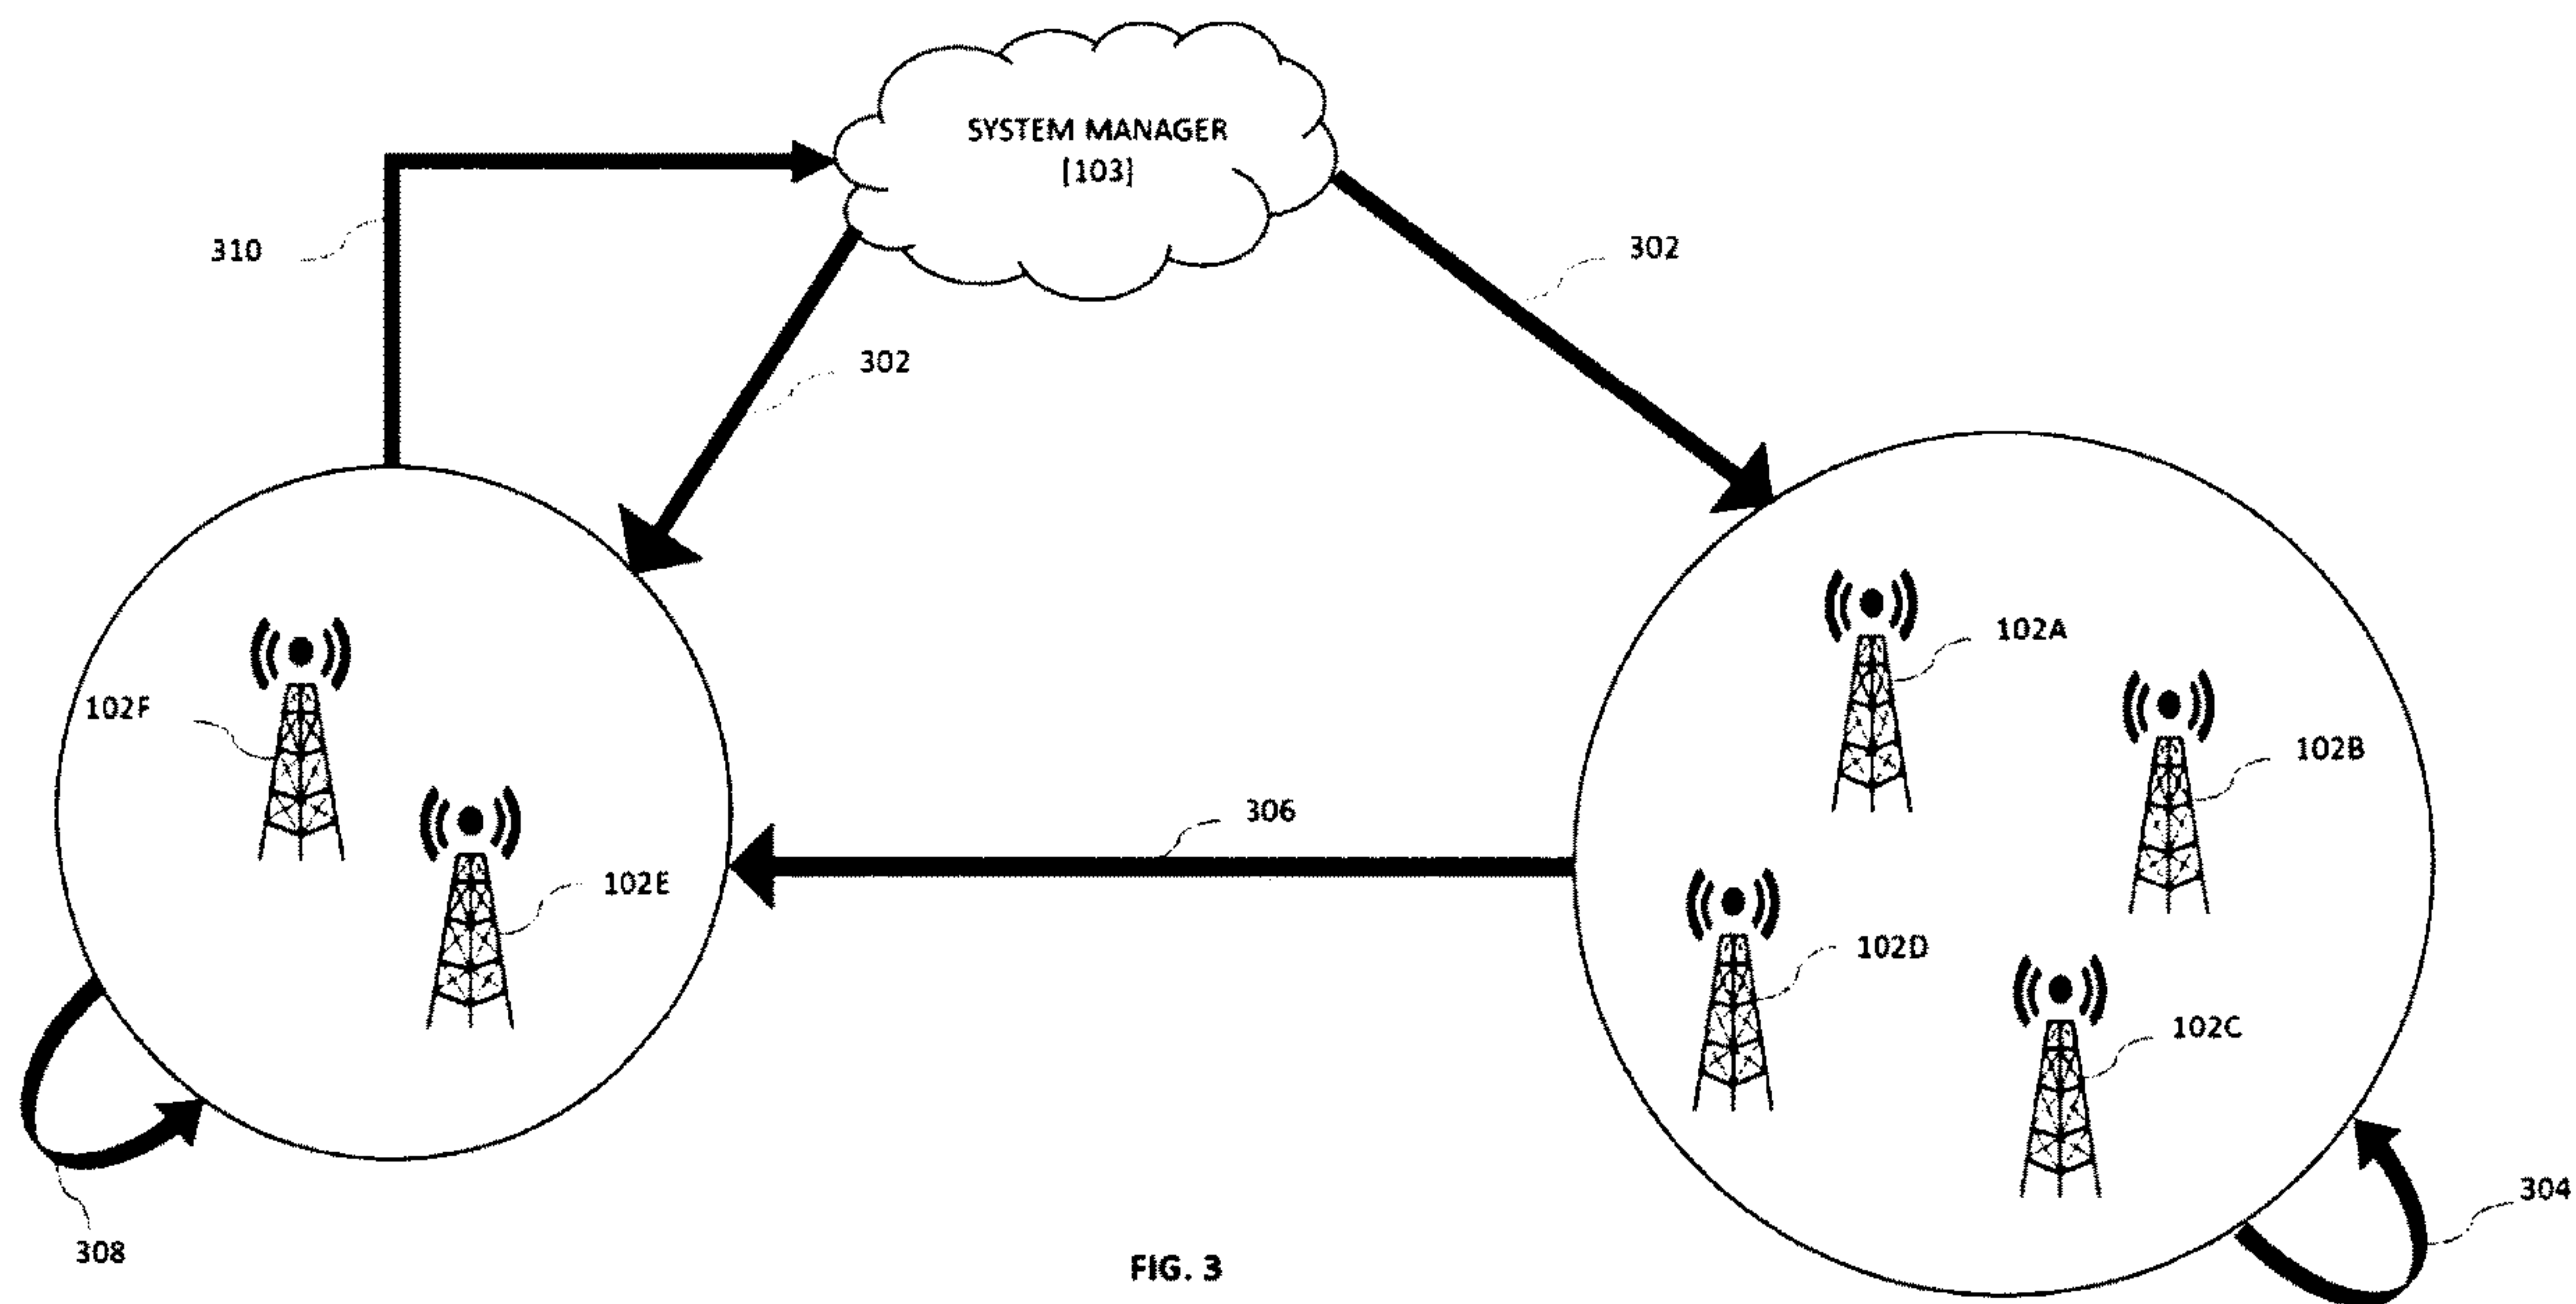 SYSTEM MANAGER
[103]
310
302
302
102A
102F
102B
306
102E
102D
102C
304
308
FIG. 3